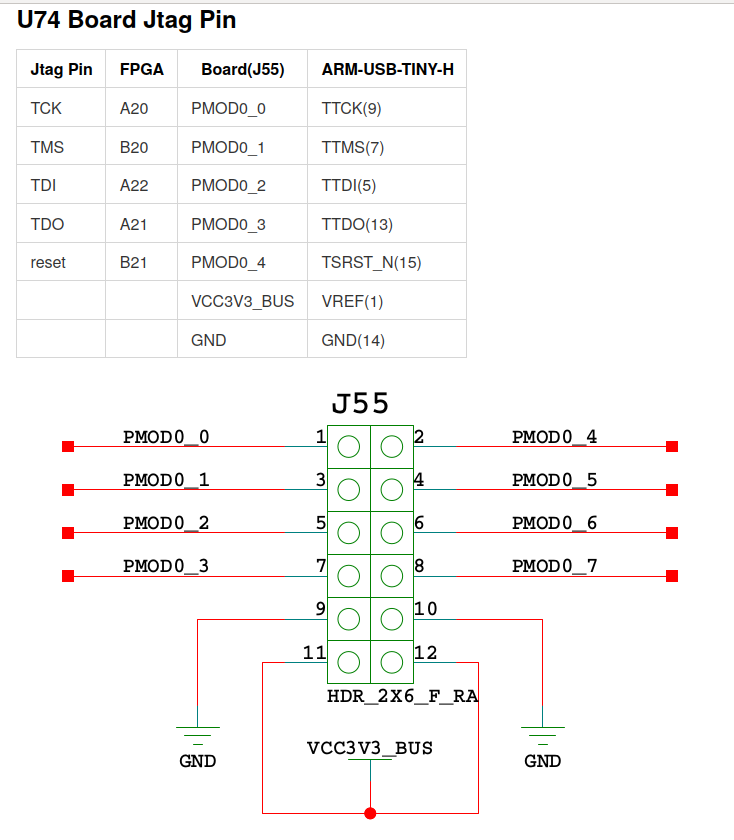 U74 Board Jtag Pin
Jtag Pin FPGA Board(J55) ARM-USB-TINY-H
TCK A20 PMOD0_0 TTCK(9)
TMS B20 PMOD0_1 TTMS(7)
TDI A22 PMOD0_2 TTDI(5)
TDO A21 PMOD0_3 TTDO(13)
reset B21 PMOD0_4 TSRST_N(15)
VCC3V3_BUS VREF(1)
GND GND(14)
J55
PMOD0_0 1 2 PMOD0_4
PMOD0_1 3 4 PMOD0_5
PMOD0_2 5 6 PMOD0_6
PMOD0_3 7 8 PMOD0_7
9 10
11 12
HDR_2X6_F_RA
VCC3V3_BUS
GND GND